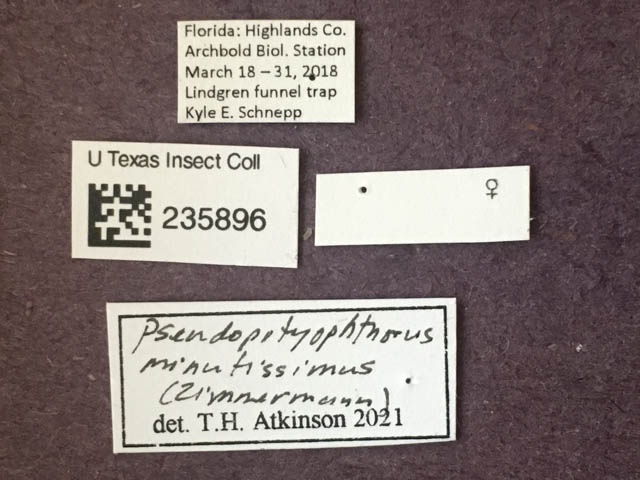 Florida: Highlands Co.
Archbold Biol. Station
March 18 – 31, 2018
Lindgren funnel trap
Kyle E. Schnepp
U Texas Insect Coll
235896
♀
Pseudopityophthorus
minutissimus
(Zimmermann)
det. T.H. Atkinson 2021